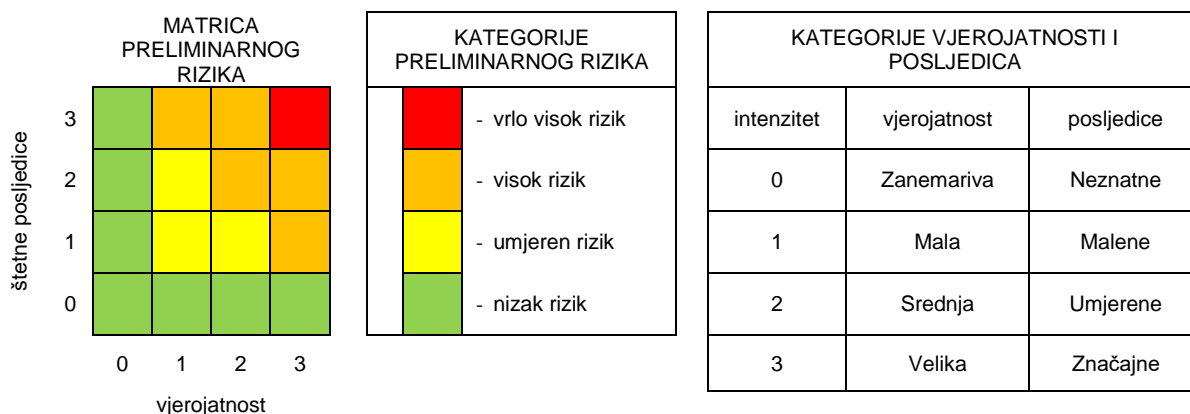 MATRICA
PRELIMINARNOG
RIZIKA
štetne posljedice
3
2
1
0
0 1 2 3
vjerojatnost
KATEGORIJE
PRELIMINARNOG RIZIKA
- vrlo visok rizik
- visok rizik
- umjeren rizik
- nizak rizik
KATEGORIJE VJEROJATNOSTI I
POSLJEDICA
intenzitet vjerojatnost posljedice
0 Zanemariva Neznatne
1 Mala Malene
2 Srednja Umjerene
3 Velika Značajne